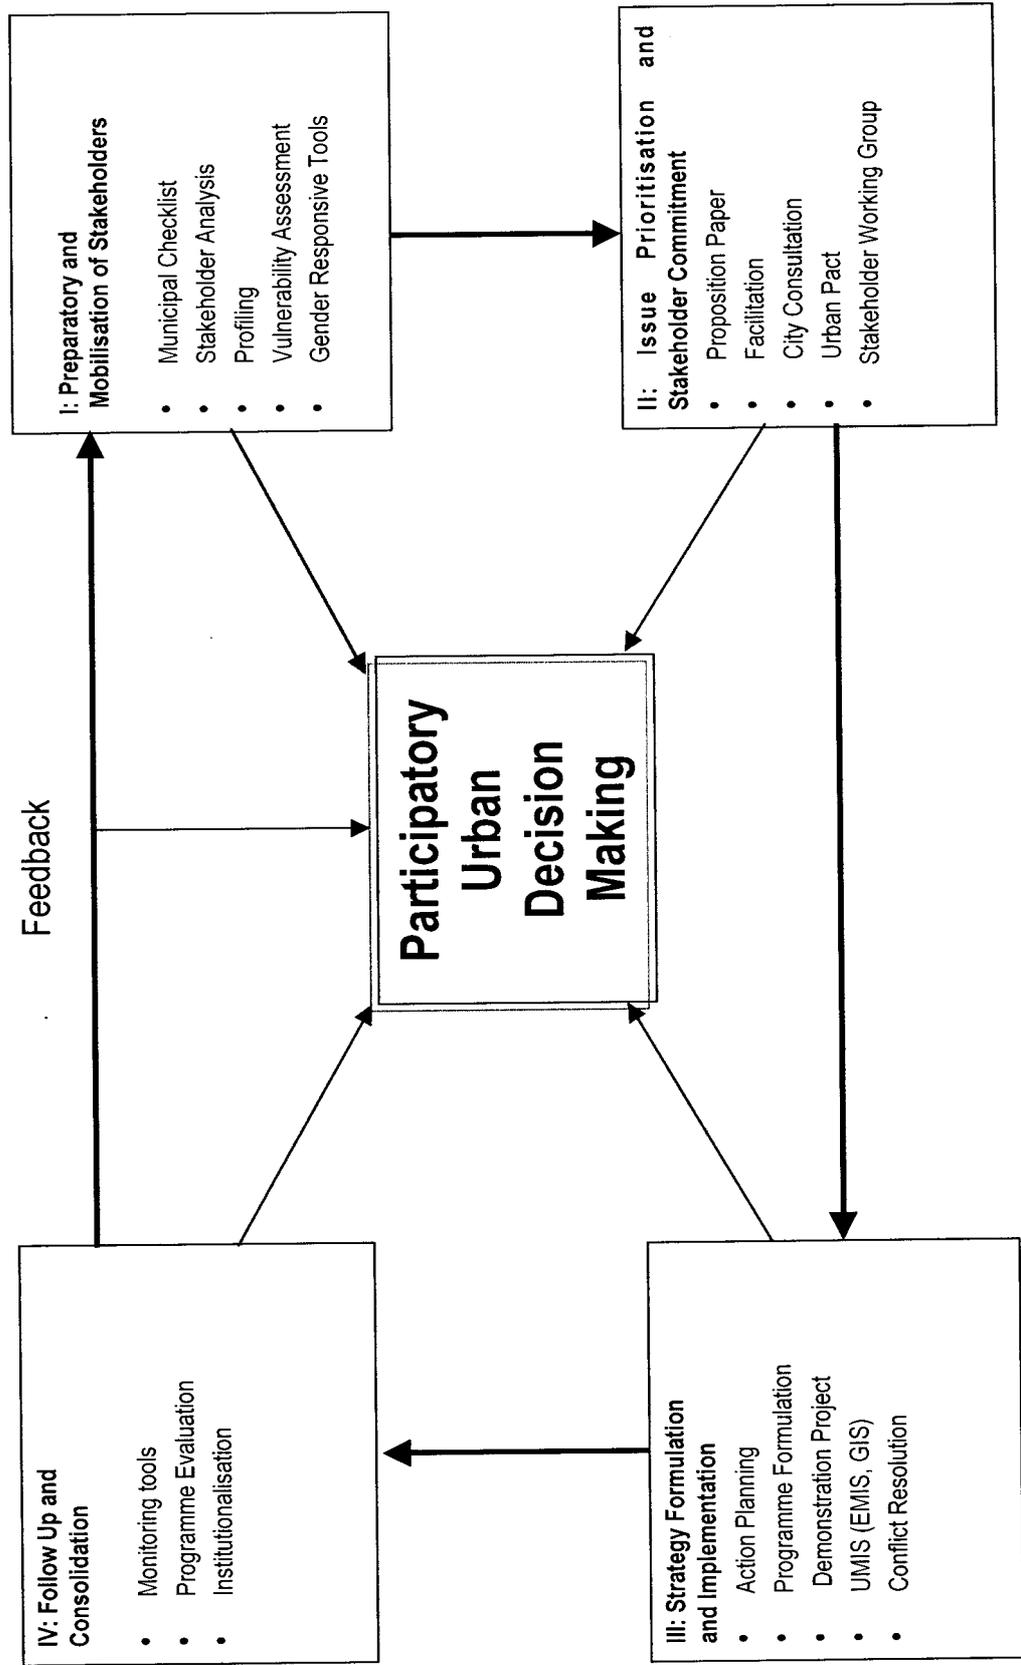 Feedback
I: Preparatory and
Mobilisation of Stakeholders
• Municipal Checklist
• Stakeholder Analysis
• Profiling
• Vulnerability Assessment
• Gender Responsive Tools
II: Issue Prioritisation and
Stakeholder Commitment
• Proposition Paper
• Facilitation
• City Consultation
• Urban Pact
• Stakeholder Working Group
Participatory
Urban
Decision
Making
III: Strategy Formulation
and Implementation
• Action Planning
• Programme Formulation
• Demonstration Project
• UMIS (EMIS, GIS)
• Conflict Resolution
IV: Follow Up and
Consolidation
• Monitoring tools
• Programme Evaluation
• Institutionalisation